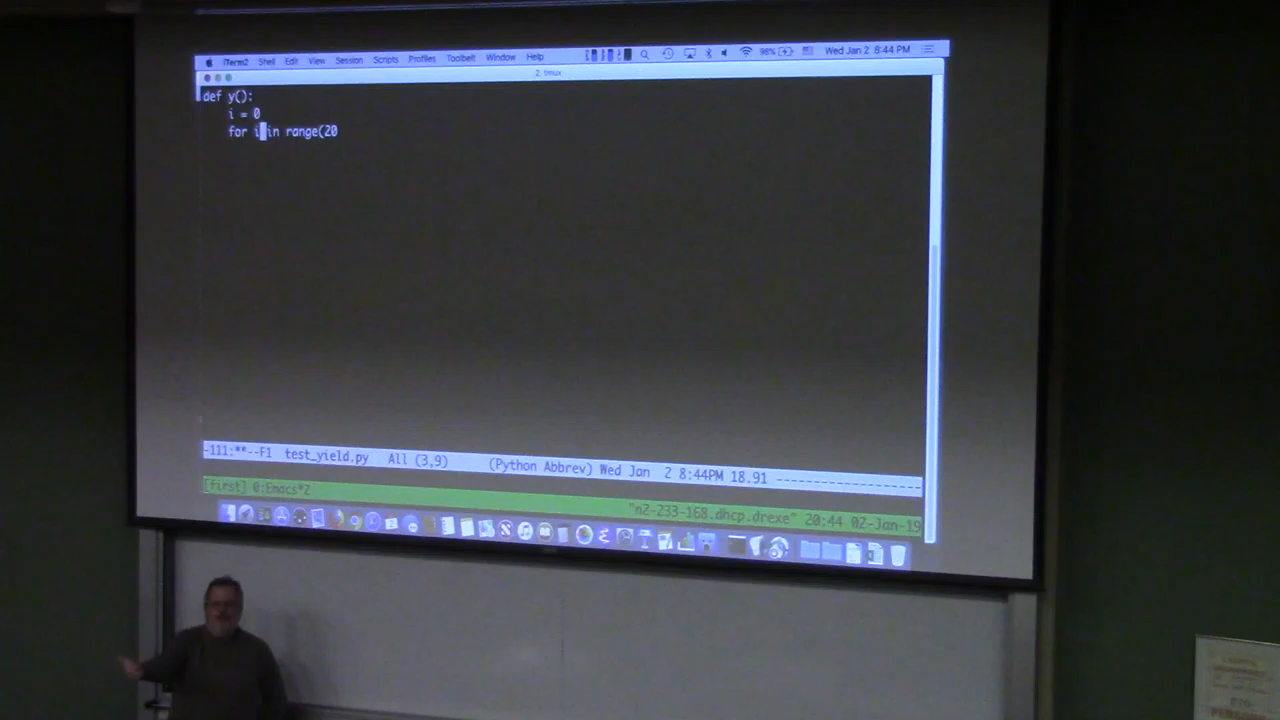 iTerm2 Shell Edit View Session Scripts Profiles Toolbelt Window Help 98% Wed Jan 2 8:44 PM
2. tmux
def y():
i = 0
for i in range(20
-111:**--F1 test_yield.py All (3,9) (Python Abbrev) Wed Jan 2 8:44PM 18.91 --------------------
[first] 0:Emacs*Z "n2-233-168.dhcp.drexe" 20:44 02-Jan-19